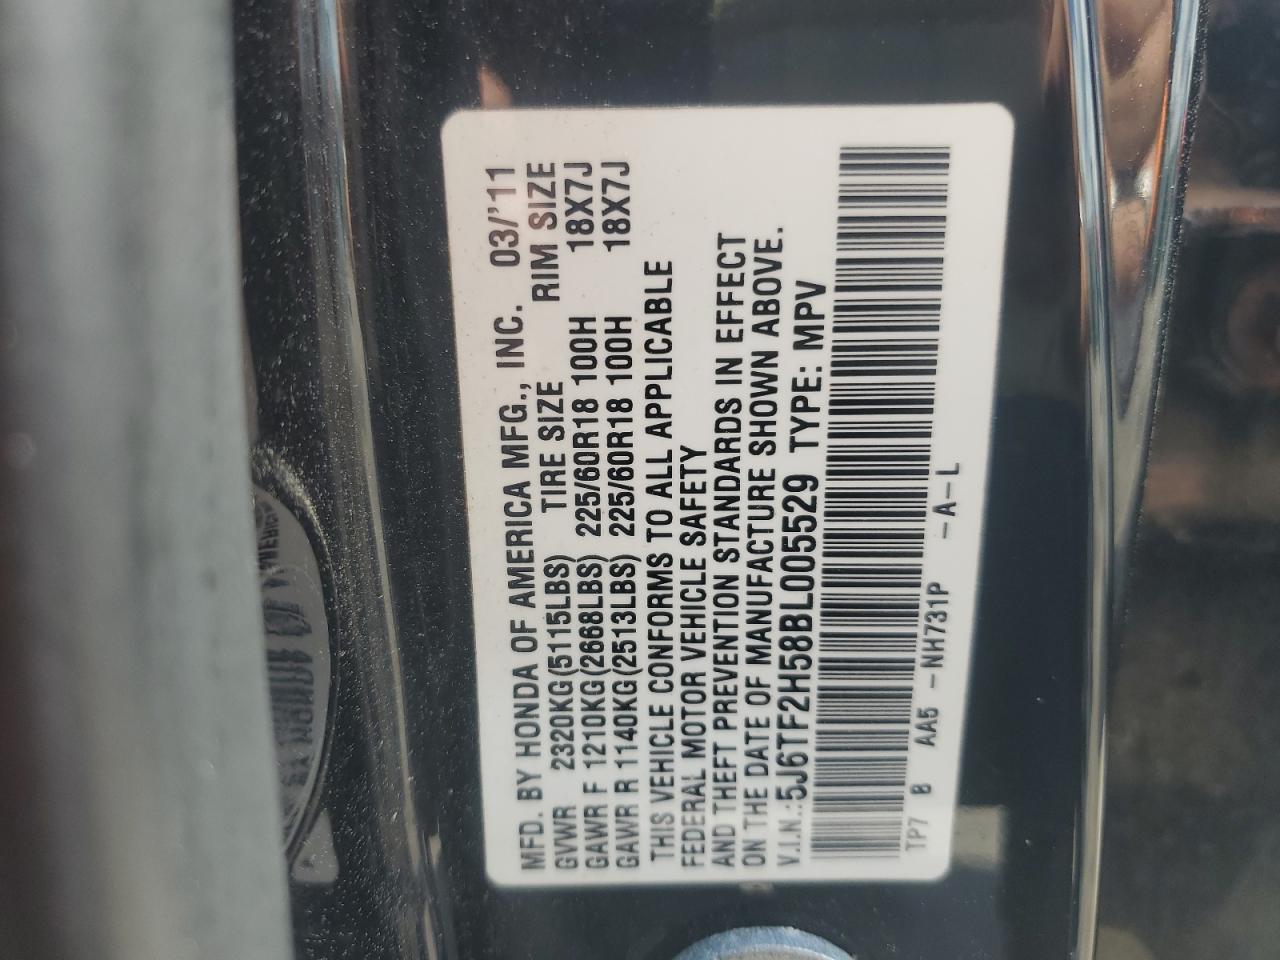 MFD. BY HONDA OF AMERICA MFG., INC. 03/'11
GVWR 2320KG(5115LBS) TIRE SIZE RIM SIZE
GAWR F 1210KG(2668LBS) 225/60R18 100H 18X7J
GAWR R 1140KG(2513LBS) 225/60R18 100H 18X7J
THIS VEHICLE CONFORMS TO ALL APPLICABLE
FEDERAL MOTOR VEHICLE SAFETY
AND THEFT PREVENTION STANDARDS IN EFFECT
ON THE DATE OF MANUFACTURE SHOWN ABOVE.
V.I.N.:5J6TF2H58BL005529 TYPE: MPV
TP7 B AA5 -NH731P -A-L